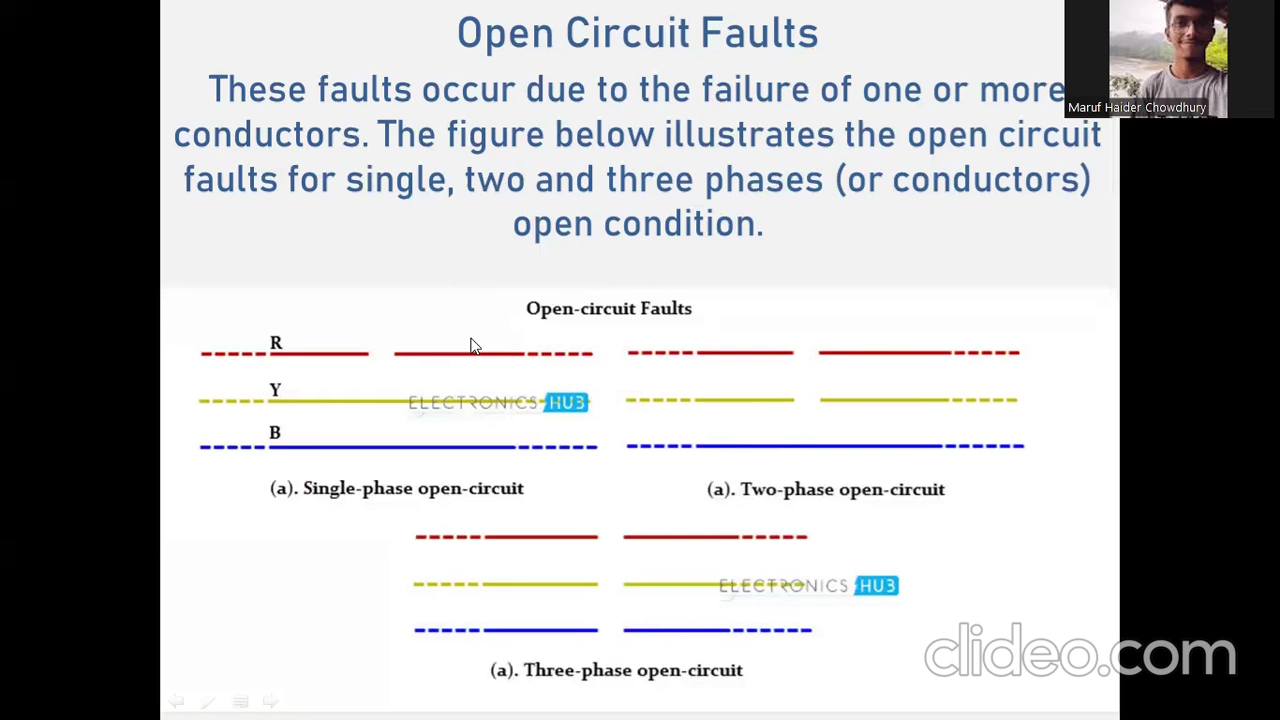 Open Circuit Faults
These faults occur due to the failure of one or more
conductors. The figure below illustrates the open circuit
faults for single, two and three phases (or conductors)
open condition.
Maruf Haider Chowdhury
Open-circuit Faults
R
Y
ELECTRONICS HUB
B
(a). Single-phase open-circuit
(a). Two-phase open-circuit
ELECTRONICS HUB
(a). Three-phase open-circuit
clideo.com